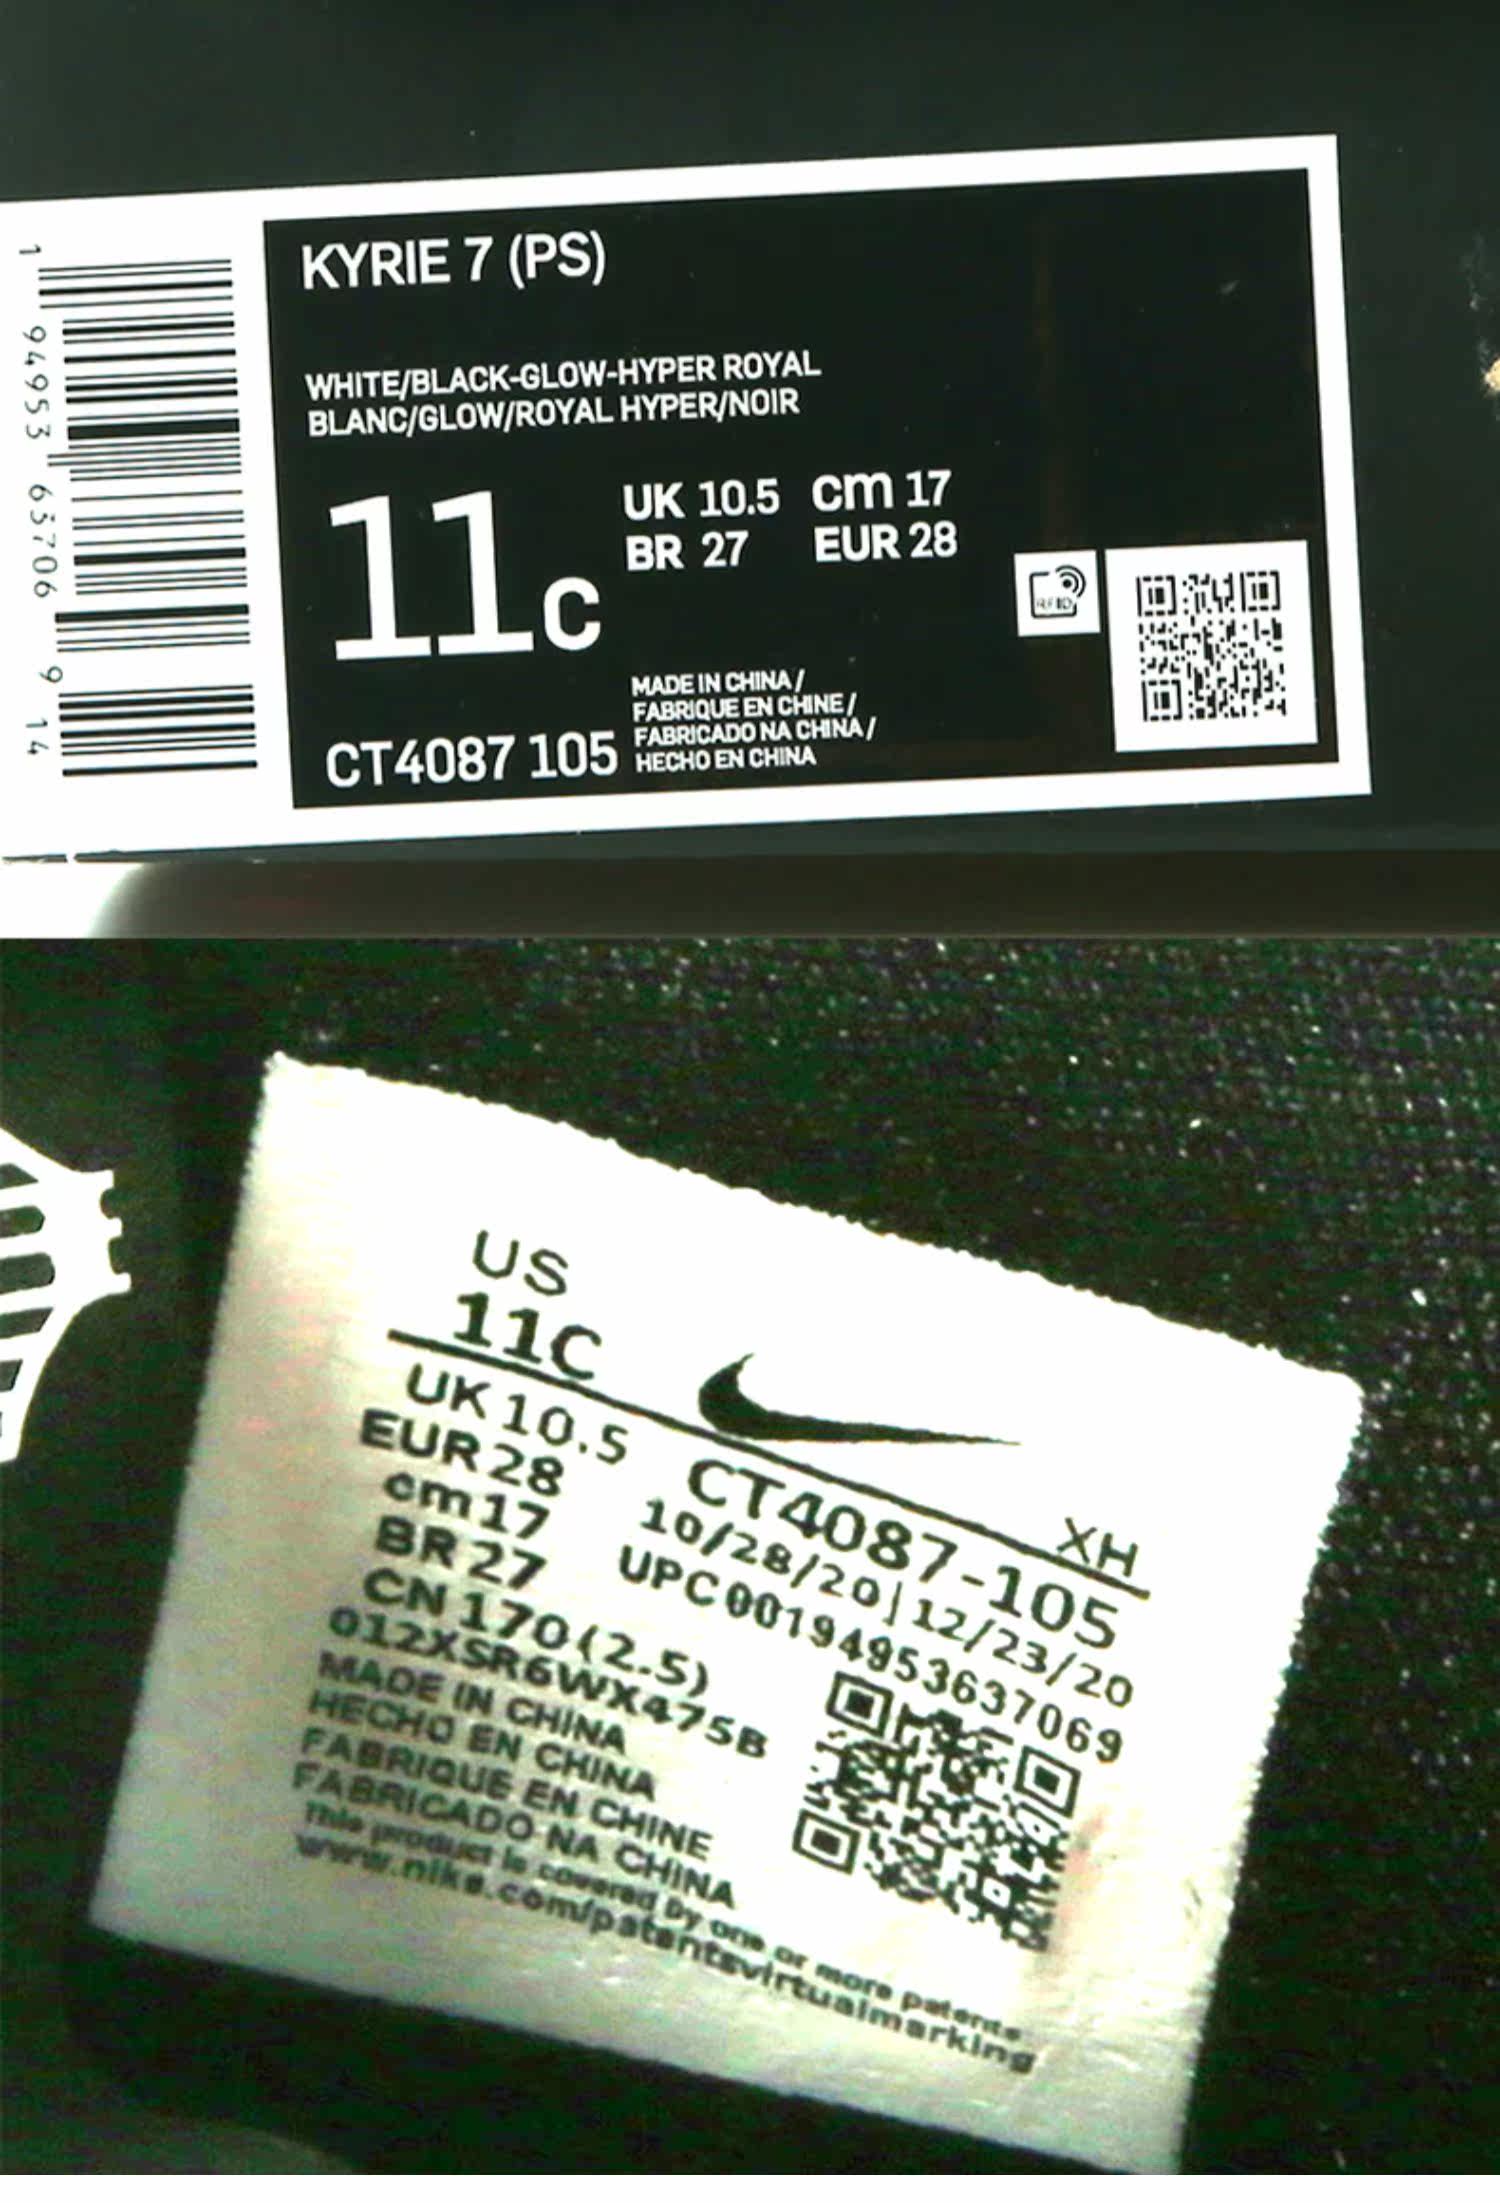 KYRIE 7 (PS)
WHITE/BLACK-GLOW-HYPER ROYAL
BLANC/GLOW/ROYAL HYPER/NOIR
11c
UK 10.5 cm 17
BR 27 EUR 28
RFID
MADE IN CHINA /
FABRIQUE EN CHINE /
FABRICADO NA CHINA /
HECHO EN CHINA
CT4087 105
1 94953 63706 9 14
US
11C
XH
UK 10.5
EUR 28
cm 17
BR 27
CN 170 (2.5)
CT4087-105
10/28/20|12/23/20
UPC 00194953637069
012XSR6WX475B
MADE IN CHINA
HECHO EN CHINA
FABRIQUE EN CHINE
FABRICADO NA CHINA
This product is covered by one or more patents
www.nike.com/patentsvirtualmarking